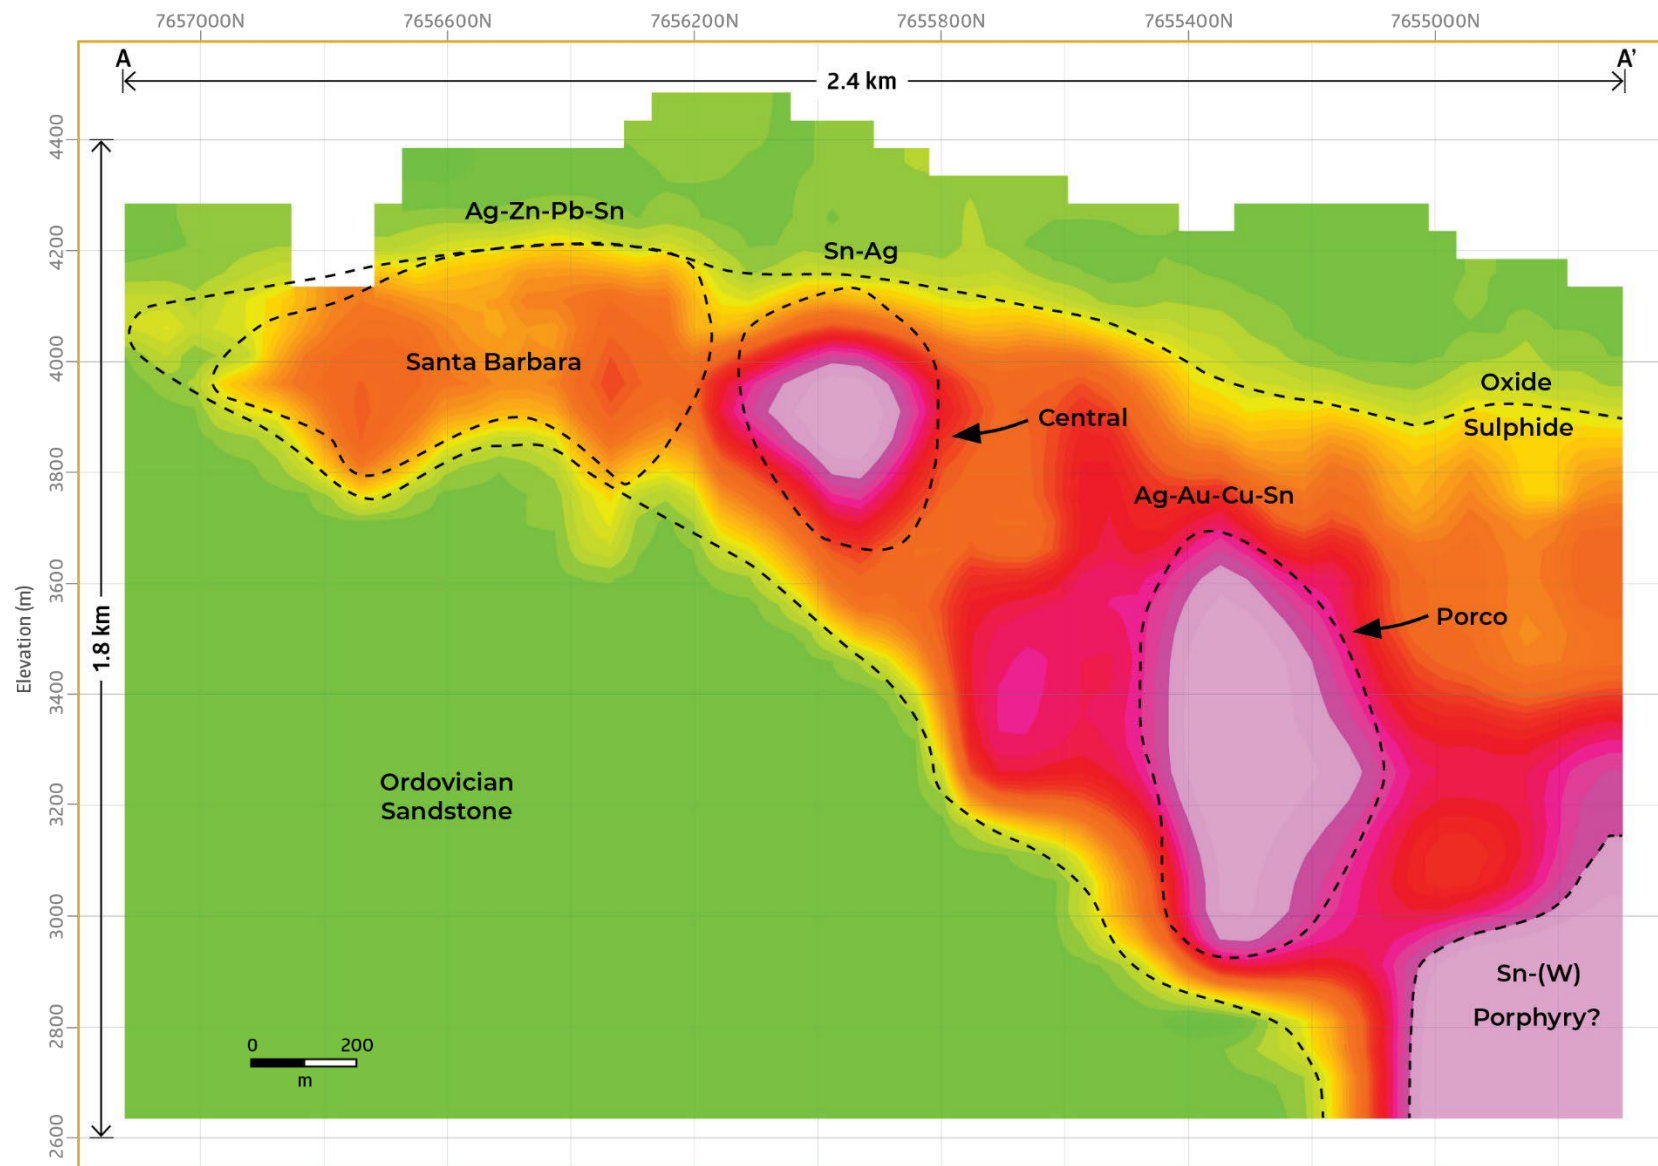 7657000N 7656600N 7656200N 7655800N 7655400N 7655000N
A A'
2.4 km
4400
4200
4000
3800
3600
3400
3200
3000
2800
2600
Elevation (m)
1.8 km
Ag-Zn-Pb-Sn
Sn-Ag
Santa Barbara
Central
Oxide
Sulphide
Ag-Au-Cu-Sn
Porco
Ordovician
Sandstone
Sn-(W)
Porphyry?
0 200
m